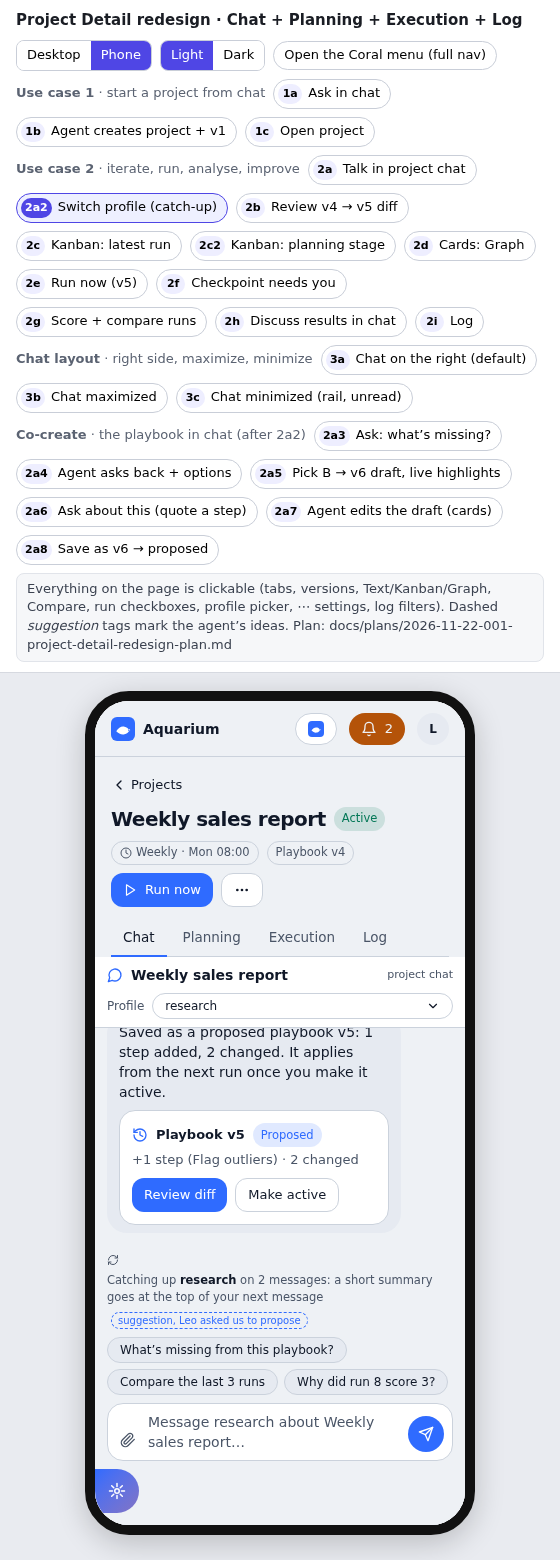 Project Detail redesign · Chat + Planning + Execution + Log
Desktop Phone Light Dark Open the Coral menu (full nav)
Use case 1 · start a project from chat 1a Ask in chat
1b Agent creates project + v1 1c Open project
Use case 2 · iterate, run, analyse, improve 2a Talk in project chat
2a2 Switch profile (catch-up) 2b Review v4 → v5 diff
2c Kanban: latest run 2c2 Kanban: planning stage 2d Cards: Graph
2e Run now (v5) 2f Checkpoint needs you
2g Score + compare runs 2h Discuss results in chat 2i Log
Chat layout · right side, maximize, minimize 3a Chat on the right (default)
3b Chat maximized 3c Chat minimized (rail, unread)
Co-create · the playbook in chat (after 2a2) 2a3 Ask: what’s missing?
2a4 Agent asks back + options 2a5 Pick B → v6 draft, live highlights
2a6 Ask about this (quote a step) 2a7 Agent edits the draft (cards)
2a8 Save as v6 → proposed
Everything on the page is clickable (tabs, versions, Text/Kanban/Graph,
Compare, run checkboxes, profile picker, ··· settings, log filters). Dashed
suggestion tags mark the agent’s ideas. Plan: docs/plans/2026-11-22-001-
project-detail-redesign-plan.md
Aquarium 2 L
Projects
Weekly sales report Active
Weekly · Mon 08:00 Playbook v4
Run now
Chat Planning Execution Log
Weekly sales report project chat
Profile research
Saved as a proposed playbook v5: 1
step added, 2 changed. It applies
from the next run once you make it
active.
Playbook v5 Proposed
+1 step (Flag outliers) · 2 changed
Review diff Make active
Catching up research on 2 messages: a short summary
goes at the top of your next message
suggestion, Leo asked us to propose
What’s missing from this playbook?
Compare the last 3 runs Why did run 8 score 3?
Message research about Weekly
sales report…